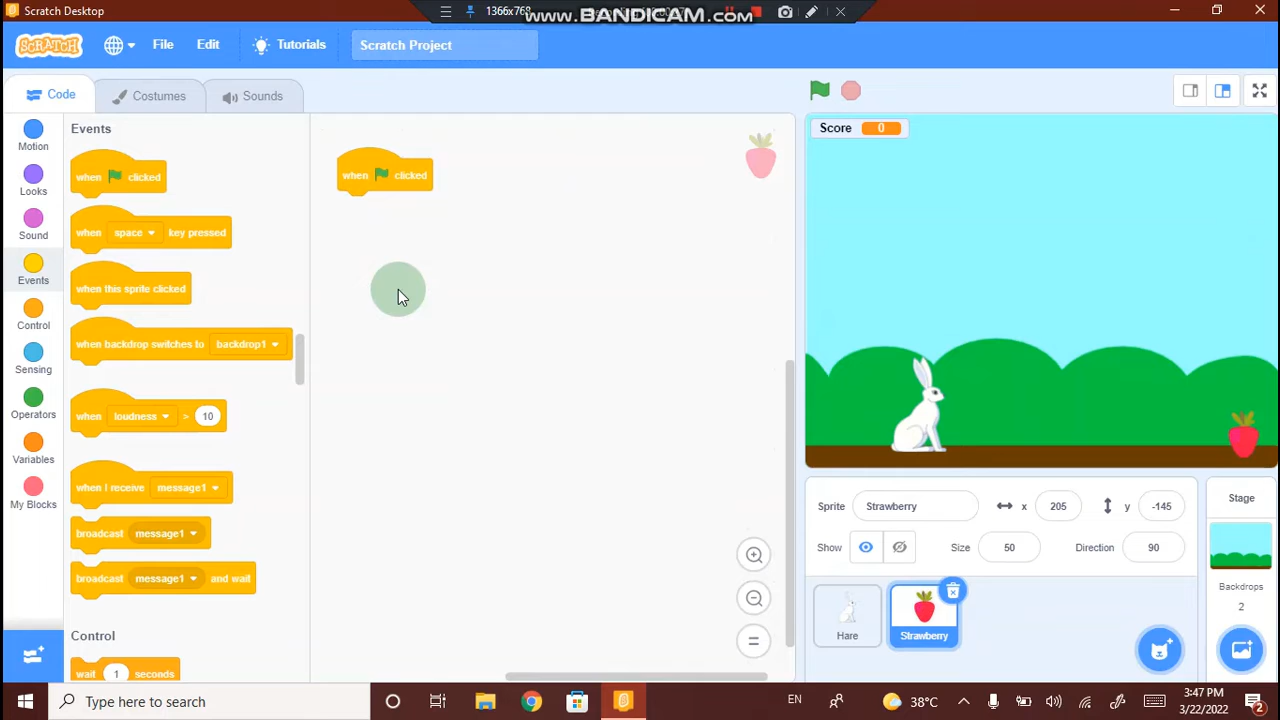 Scratch Desktop
1366x768
www.BANDICAM.com
SCRATCH
File
Edit
Tutorials
Scratch Project
Code
Costumes
Sounds
Motion
Looks
Sound
Events
Control
Sensing
Operators
Variables
My Blocks
Events
when clicked
when space key pressed
when this sprite clicked
when backdrop switches to backdrop1
when loudness > 10
when I receive message1
broadcast message1
broadcast message1 and wait
Control
wait 1 seconds
when clicked
Score 0
Sprite Strawberry x 205 y -145
Show Size 50 Direction 90
Hare
Strawberry
Stage
Backdrops
2
Type here to search
EN
38°C
3:47 PM
3/22/2022
2